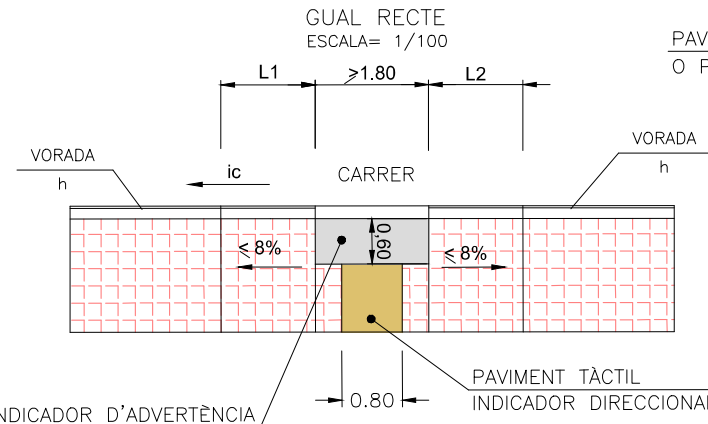 GUAL RECTE
ESCALA= 1/100
PAV
O F
L1
>1.80
L2
VORADA
h
ic
CARRER
VORADA
h
0,60
≤ 8%
≤ 8%
PAVIMENT TÀCTIL
INDICADOR DIRECCIONAL
0.80
INDICADOR D'ADVERTÈNCIA